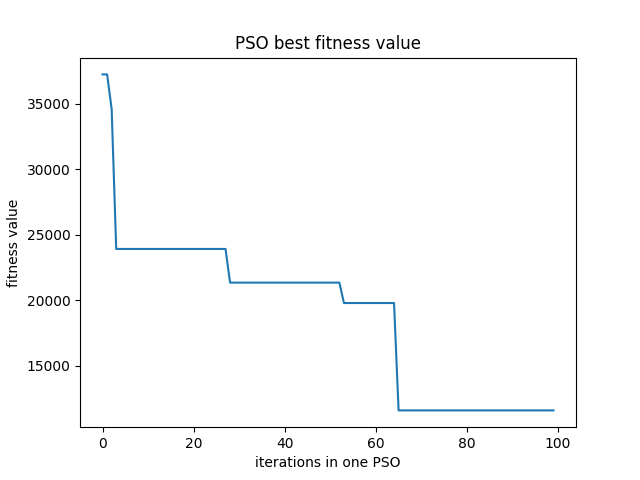 PSO best fitness value
fitness value
35000
30000
25000
20000
15000
0 20 40 60 80 100
iterations in one PSO